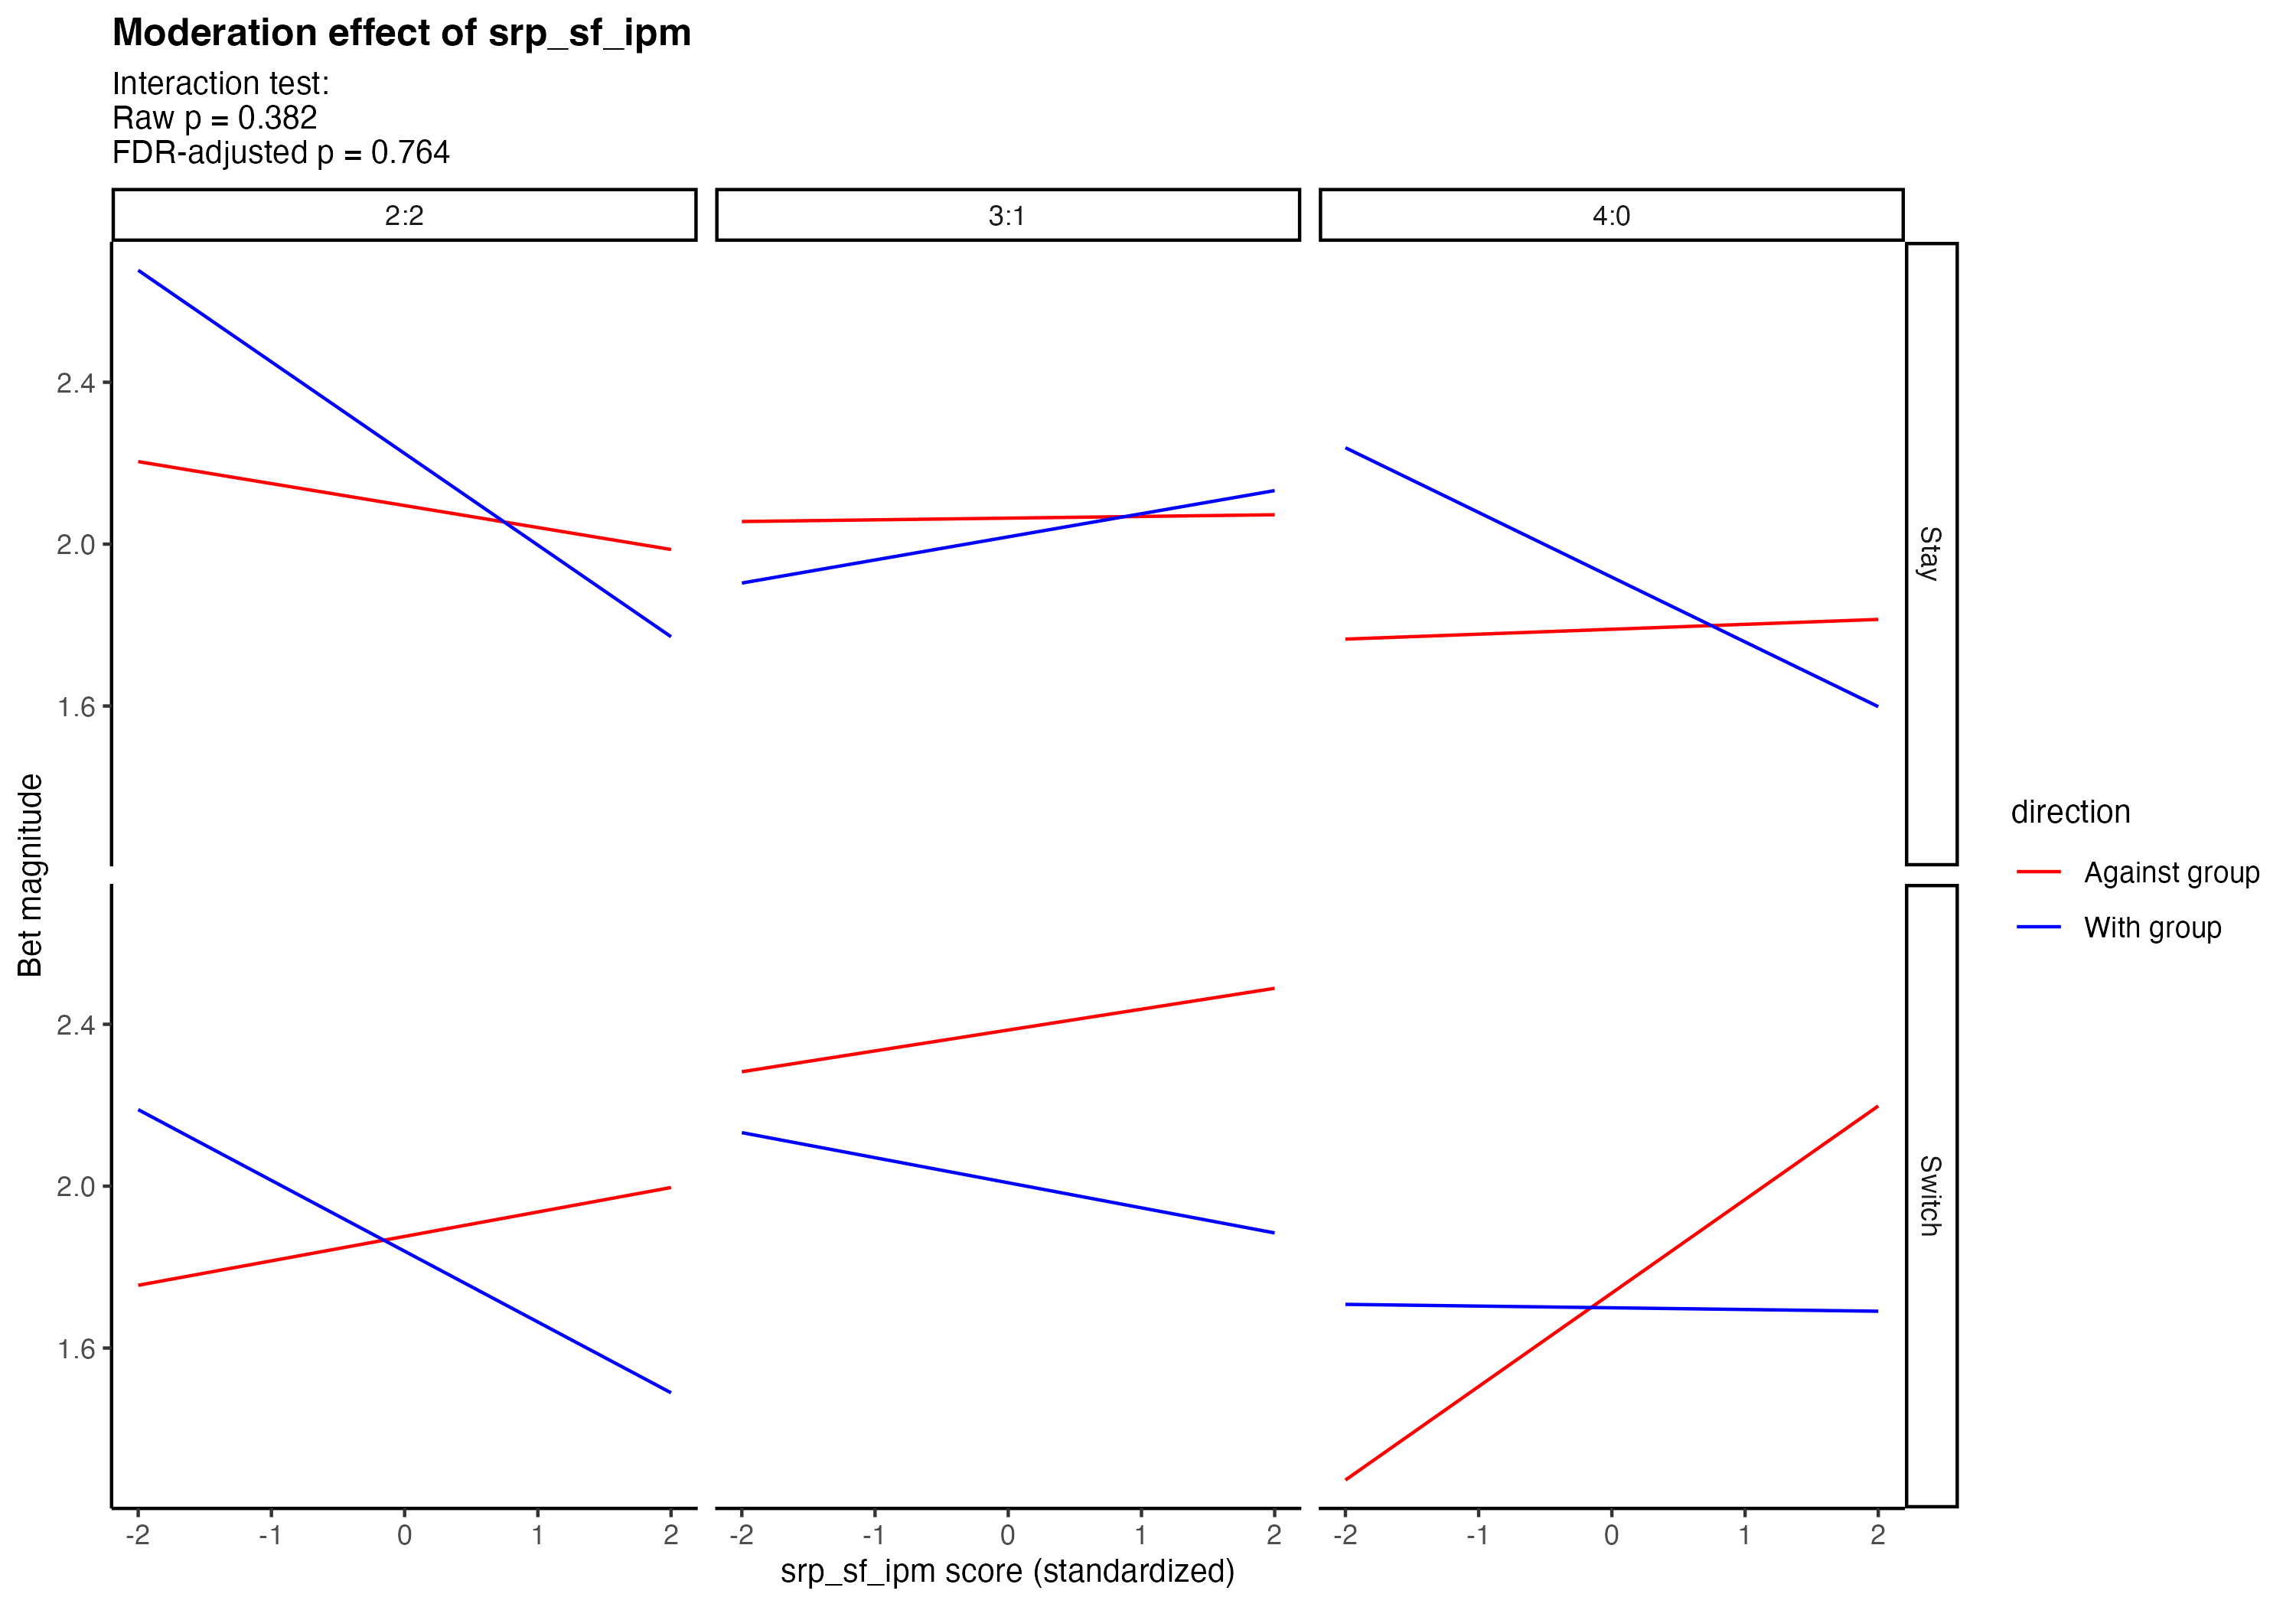 Moderation effect of srp_sf_ipm
Interaction test:
Raw p = 0.382
FDR-adjusted p = 0.764
2:2
3:1
4:0
Stay
2.4
2.0
1.6
Switch
2.4
2.0
1.6
Bet magnitude
-2 -1 0 1 2
-2 -1 0 1 2
-2 -1 0 1 2
srp_sf_ipm score (standardized)
direction
Against group
With group